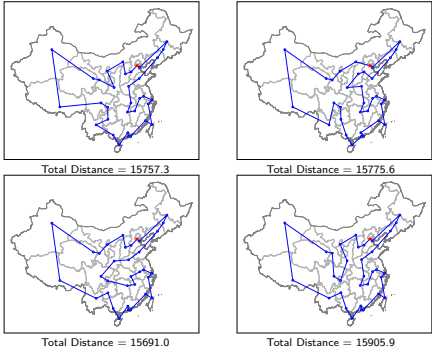 Total Distance = 15757.3
Total Distance = 15775.6
Total Distance = 15691.0
Total Distance = 15905.9